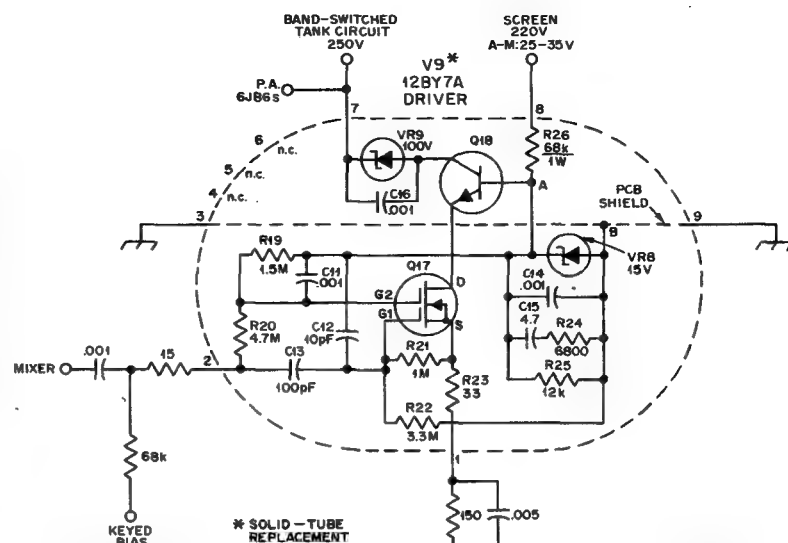 BAND-SWITCHED
TANK CIRCUIT
250V
SCREEN
220V
A-M:25-35V
V9*
12BY7A
DRIVER
P.A.
6JB6s
7
8
6 n.c.
5 n.c.
4 n.c.
VR9
100V
Q18
R26
68k
1W
C16
.001
A
PCB
SHIELD
3
9
B
R19
1.5M
C11
.001
Q17
D
VR8
15V
G2
G1
S
C14
.001
C15
4.7
R24
6800
R20
4.7M
C12
10pF
R21
1M
R25
12k
MIXER
.001
15
2
C13
100pF
R23
33
R22
3.3M
68k
1
KEYED
BIAS
* SOLID-TUBE
REPLACEMENT
150
.005